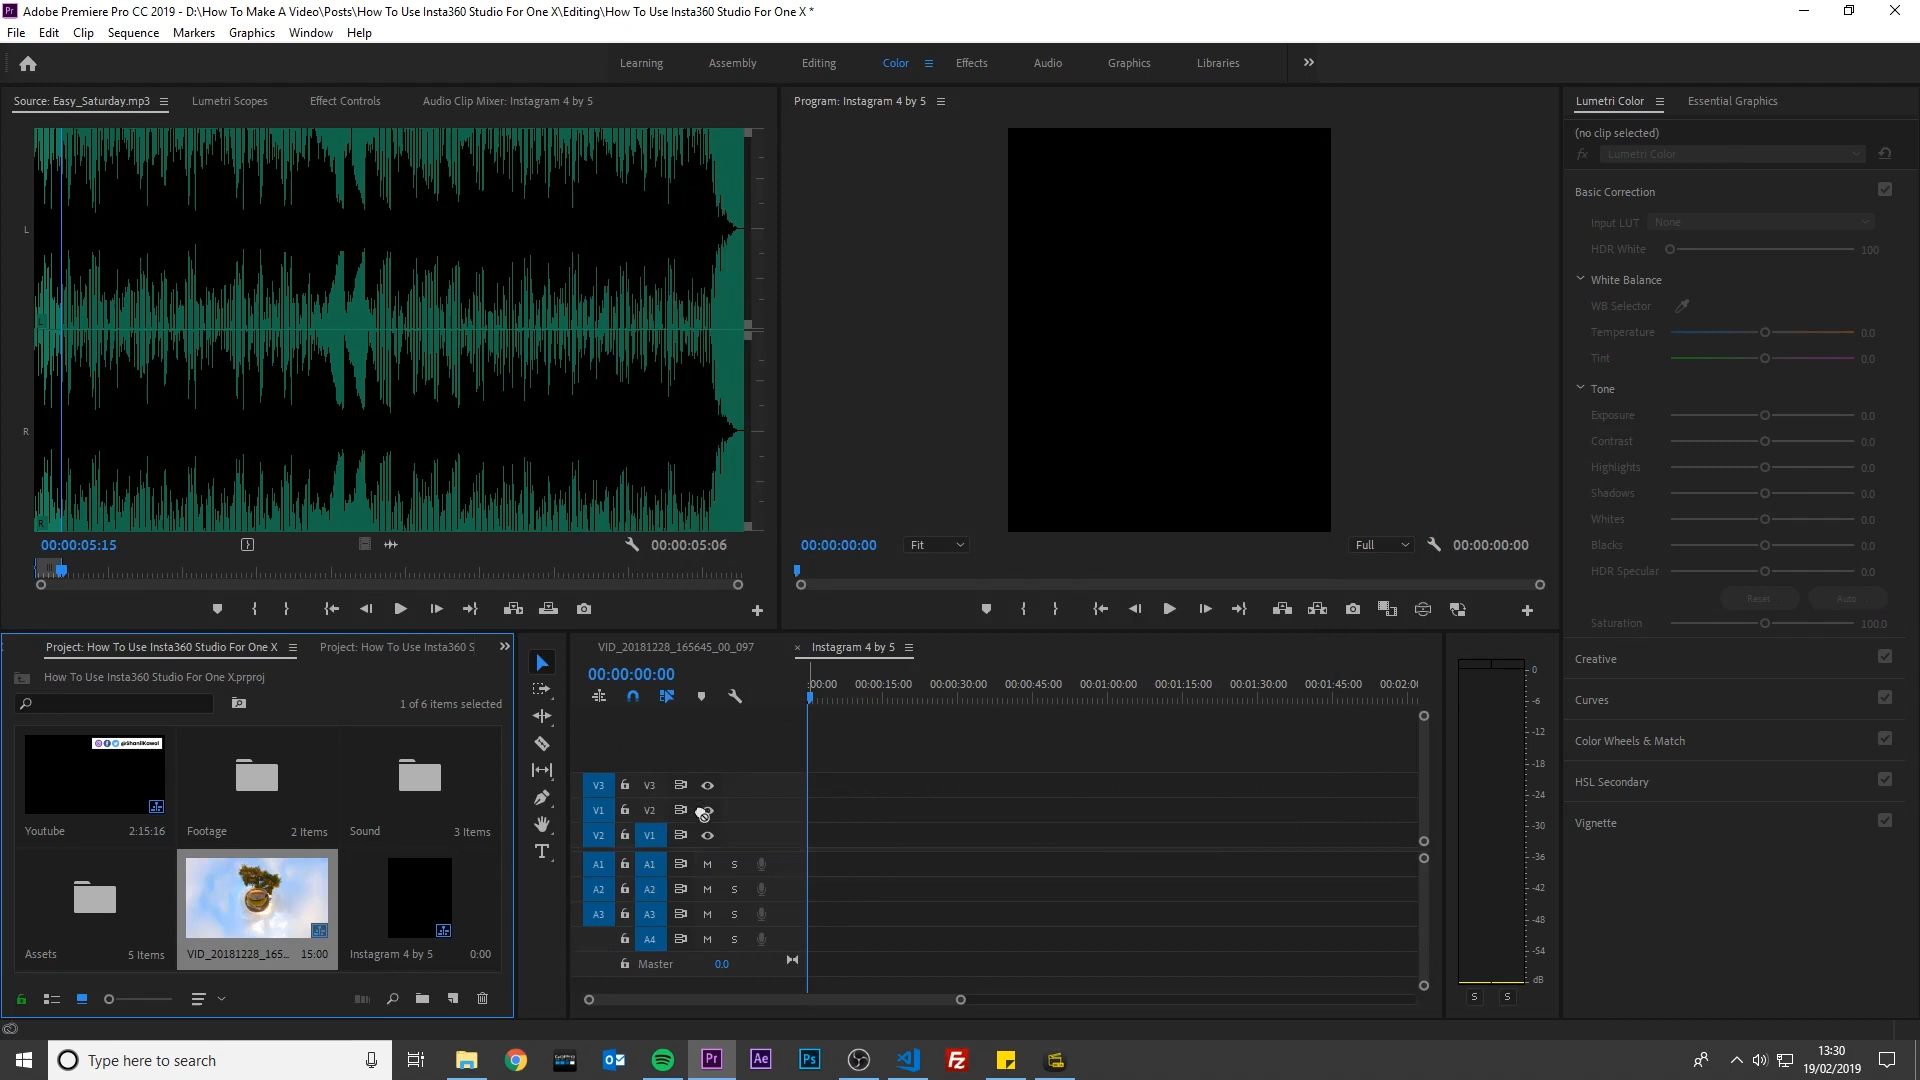 Adobe Premiere Pro CC 2019 - D:\How To Make A Video\Posts\How To Use Insta360 Studio For One X\Editing\How To Use Insta360 Studio For One X *
File Edit Clip Sequence Markers Graphics Window Help
Learning Assembly Editing Color Effects Audio Graphics Libraries
Source: Easy_Saturday.mp3 Lumetri Scopes Effect Controls Audio Clip Mixer: Instagram 4 by 5
Program: Instagram 4 by 5
Lumetri Color Essential Graphics
(no clip selected)
fx Lumetri Color
Basic Correction
Input LUT None
HDR White 100
White Balance
WB Selector
Temperature 0.0
Tint 0.0
Tone
Exposure 0.0
Contrast 0.0
Highlights 0.0
Shadows 0.0
Whites 0.0
Blacks 0.0
HDR Specular 0.0
Reset Auto
Saturation 100.0
Creative
Curves
Color Wheels & Match
HSL Secondary
Vignette
L
R
R
00:00:05:15 00:00:05:06
00:00:00:00 Fit Full 00:00:00:00
Project: How To Use Insta360 Studio For One X Project: How To Use Insta360 S
How To Use Insta360 Studio For One X.prproj
1 of 6 items selected
@ShaniKowal
Youtube 2:15:16
Footage 2 Items
Sound 3 Items
Assets 5 Items
VID_20181228_165... 15:00
Instagram 4 by 5 0:00
VID_20181228_165645_00_097 × Instagram 4 by 5
00:00:00:00
:00:00 00:00:15:00 00:00:30:00 00:00:45:00 00:01:00:00 00:01:15:00 00:01:30:00 00:01:45:00 00:02:0
V3 V3
V1 V2
V2 V1
A1 A1 M S
A2 A2 M S
A3 A3 M S
A4 M S
Master 0.0
0
-6
-12
-18
-24
-30
-36
-42
-48
-54
dB
S S
Type here to search
GoPro
Pr Ae Ps Fz
13:30
19/02/2019